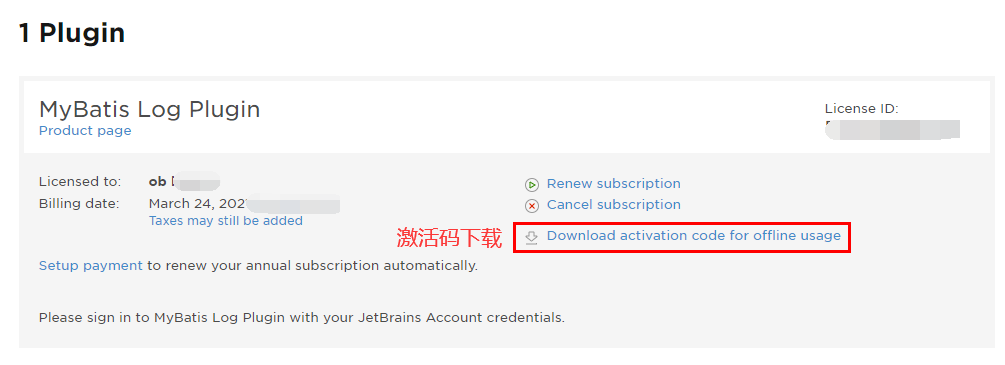 1 Plugin
MyBatis Log Plugin
Product page
License ID:
Licensed to: ob
Billing date: March 24, 202
Taxes may still be added
Renew subscription
Cancel subscription
激活码下载 Download activation code for offline usage
Setup payment to renew your annual subscription automatically.
Please sign in to MyBatis Log Plugin with your JetBrains Account credentials.